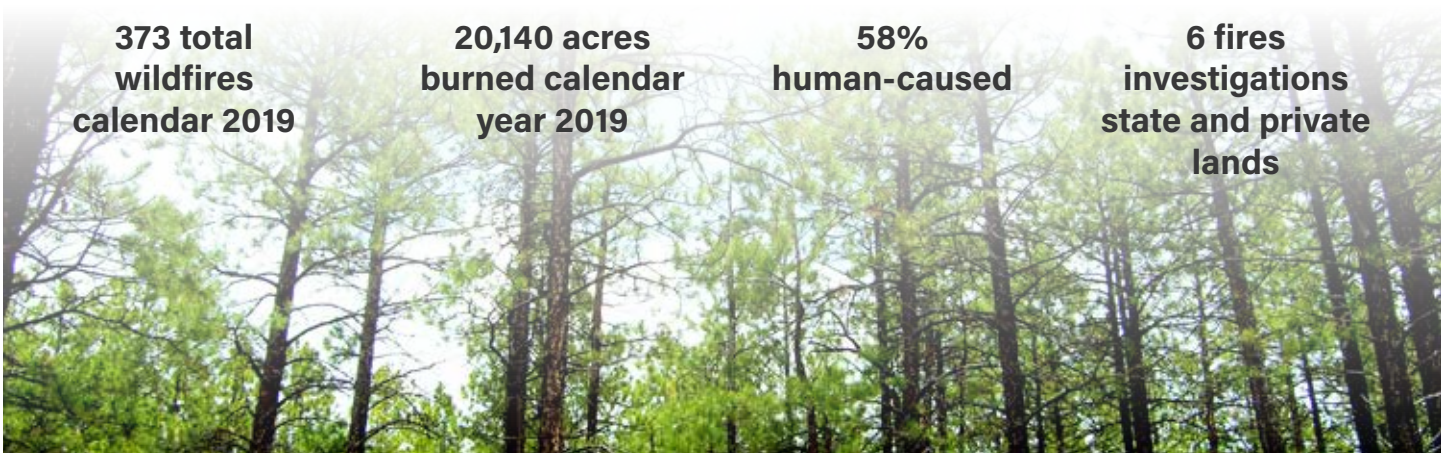 373 total
wildfires
calendar 2019
20,140 acres
burned calendar
year 2019
58%
human-caused
6 fires
investigations
state and private
lands